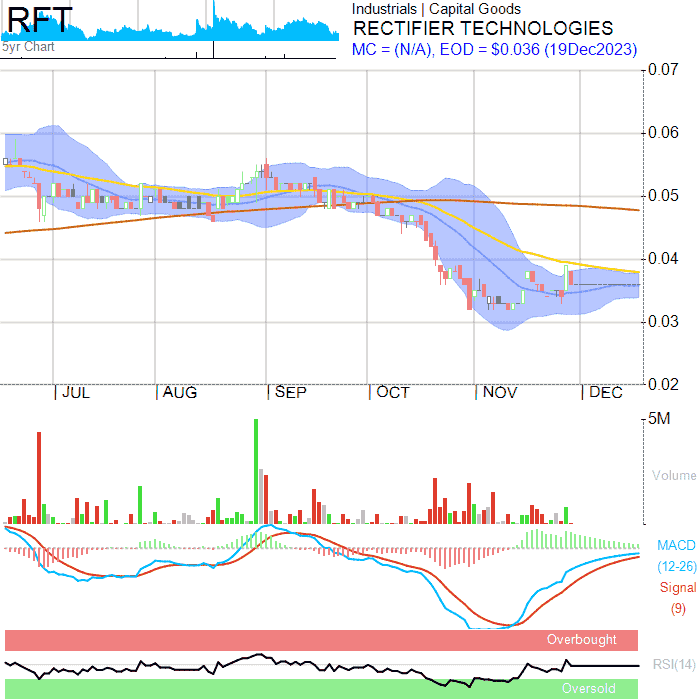 RFT
5yr Chart
Industrials | Capital Goods
RECTIFIER TECHNOLOGIES
MC = (N/A), EOD = $0.036 (19Dec2023)
0.07
0.06
0.05
0.04
0.03
0.02
JUL AUG SEP OCT NOV DEC
5M
Volume
MACD
(12-26)
Signal
(9)
Overbought
RSI(14)
Oversold